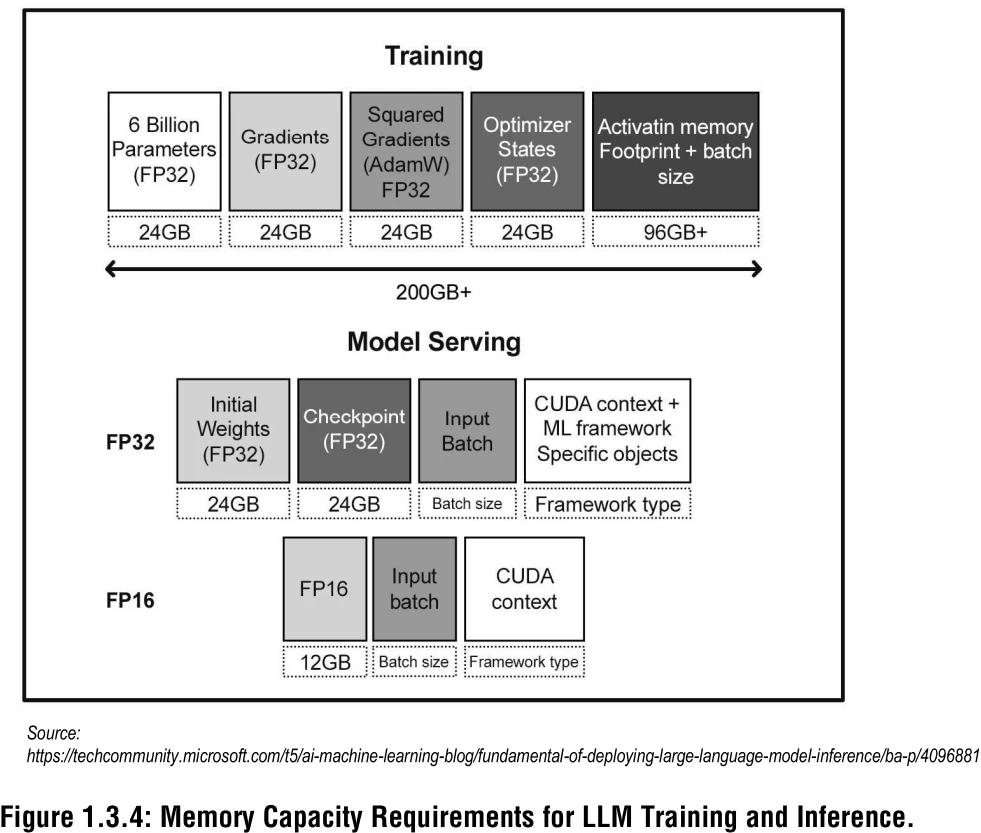 Training
6 Billion
Parameters
(FP32)
Gradients
(FP32)
Squared
Gradients
(AdamW)
FP32
Optimizer
States
(FP32)
Activatin memory
Footprint + batch
size
24GB
24GB
24GB
24GB
96GB+
200GB+
Model Serving
FP32
Initial
Weights
(FP32)
Checkpoint
(FP32)
Input
Batch
CUDA context +
ML framework
Specific objects
24GB
24GB
Batch size
Framework type
FP16
FP16
Input
batch
CUDA
context
12GB
Batch size
Framework type
Source:
https://techcommunity.microsoft.com/t5/ai-machine-learning-blog/fundamental-of-deploying-large-language-model-inference/ba-p/4096881
Figure 1.3.4: Memory Capacity Requirements for LLM Training and Inference.